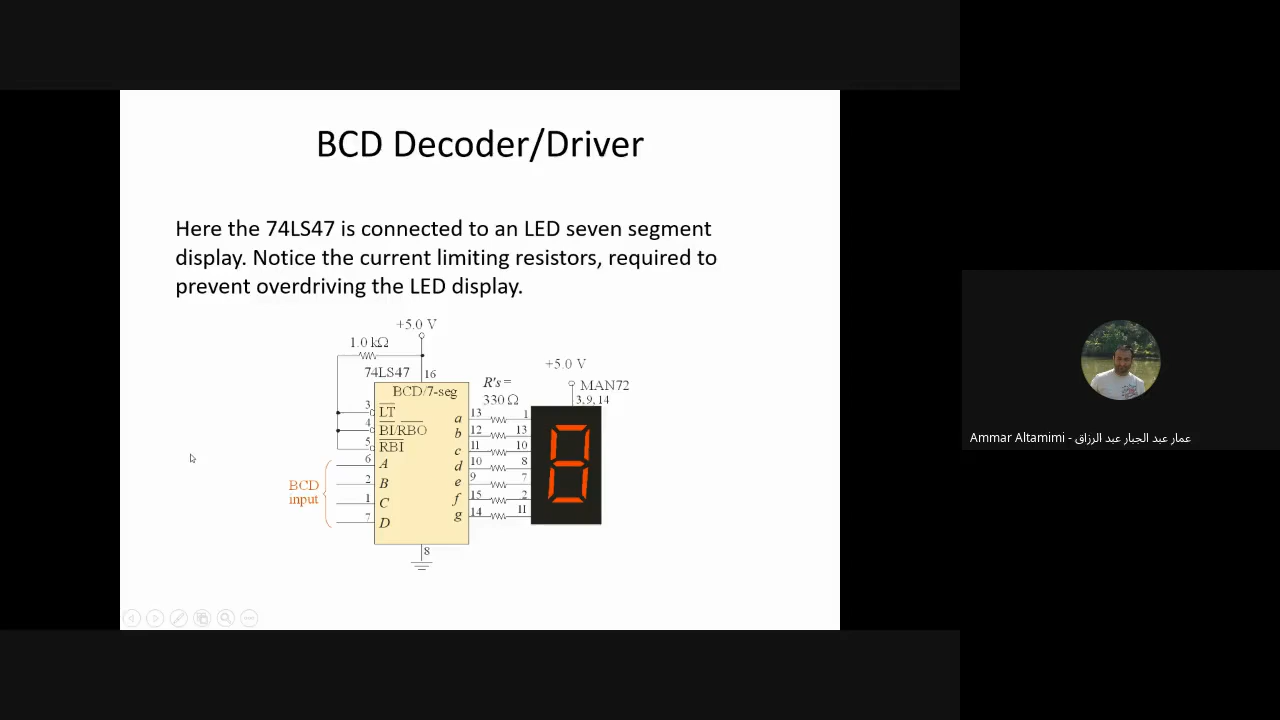 BCD Decoder/Driver
Here the 74LS47 is connected to an LED seven segment
display. Notice the current limiting resistors, required to
prevent overdriving the LED display.
+5.0 V
1.0 kΩ
74LS47
16
BCD/7-seg
+5.0 V
R's =
330 Ω
MAN72
3, 9, 14
3 LT a 13 1
4 BI/RBO b 12 13
5 RBI c 11 10
6 A d 10 8
2 B e 9 7
1 C f 15 2
7 D g 14 11
BCD
input
8
Ammar Altamimi - عمار عبد الجبار عبد الرزاق